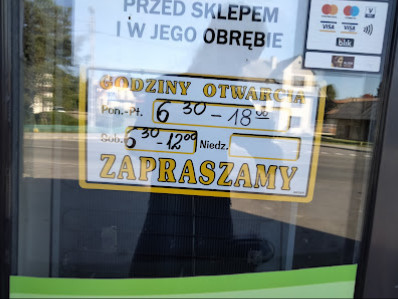 PRZED SKLEPEM
I W JEGO OBRĘBIE
VISA VISA
blik
GODZINY OTWARCIA
Pon.-Pt. 6 30 - 18 00
Sob. 6 30 - 12 00 Niedz.
ZAPRASZAMY